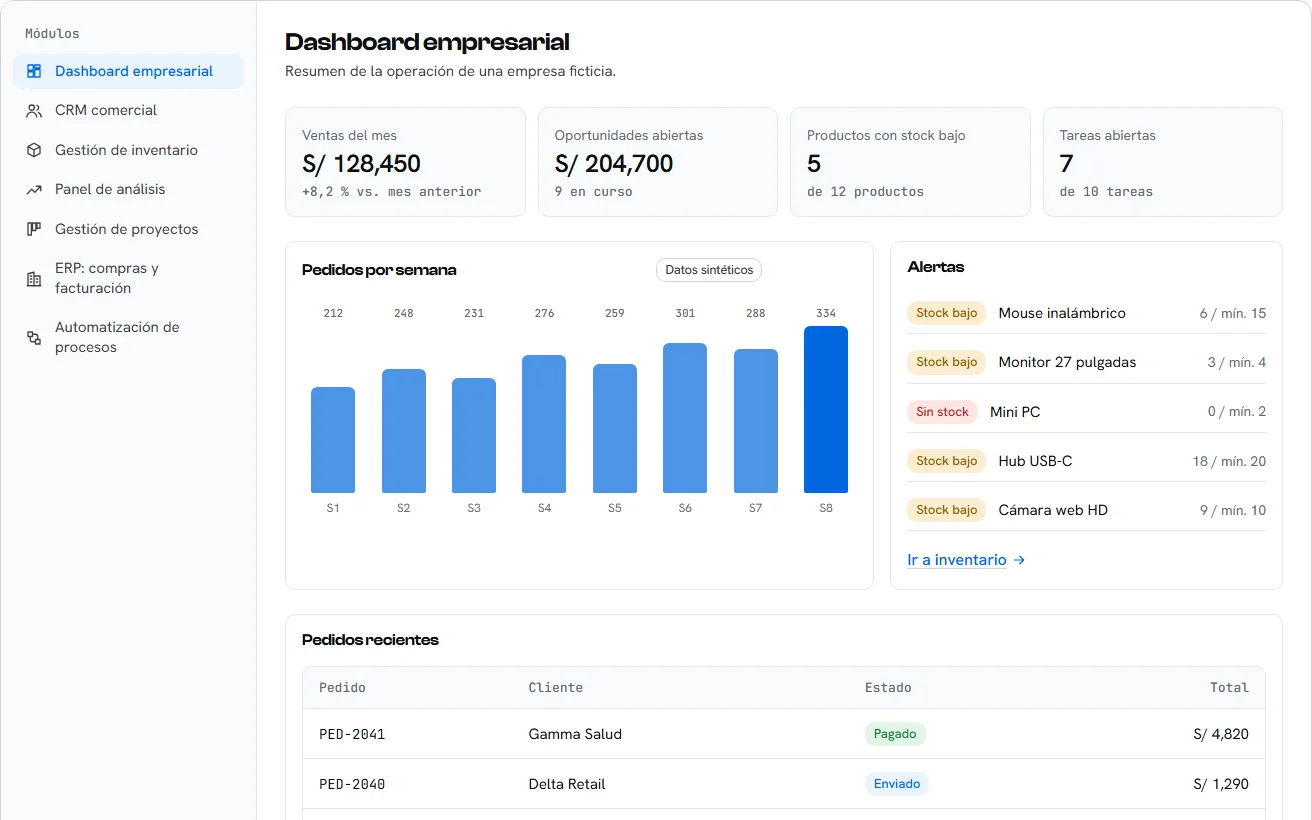 Módulos
Dashboard empresarial
CRM comercial
Gestión de inventario
Panel de análisis
Gestión de proyectos
ERP: compras y
facturación
Automatización de
procesos
Dashboard empresarial
Resumen de la operación de una empresa ficticia.
Ventas del mes
S/ 128,450
+8,2 % vs. mes anterior
Oportunidades abiertas
S/ 204,700
9 en curso
Productos con stock bajo
5
de 12 productos
Tareas abiertas
7
de 10 tareas
Pedidos por semana
Datos sintéticos
212 248 231 276 259 301 288 334
S1 S2 S3 S4 S5 S6 S7 S8
Alertas
Stock bajo Mouse inalámbrico 6 / mín. 15
Stock bajo Monitor 27 pulgadas 3 / mín. 4
Sin stock Mini PC 0 / mín. 2
Stock bajo Hub USB-C 18 / mín. 20
Stock bajo Cámara web HD 9 / mín. 10
Ir a inventario →
Pedidos recientes
Pedido Cliente Estado Total
PED-2041 Gamma Salud Pagado S/ 4,820
PED-2040 Delta Retail Enviado S/ 1,290